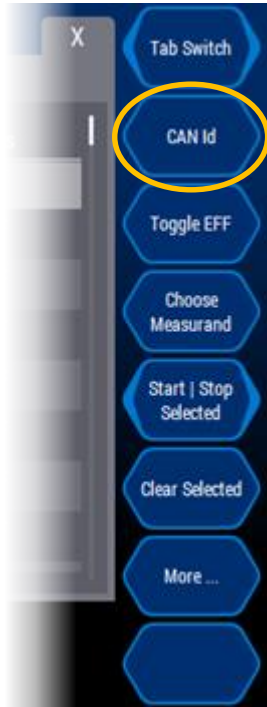 X
Tab Switch
CAN Id
Toggle EFF
Choose
Measurand
Start | Stop
Selected
Clear Selected
More ...